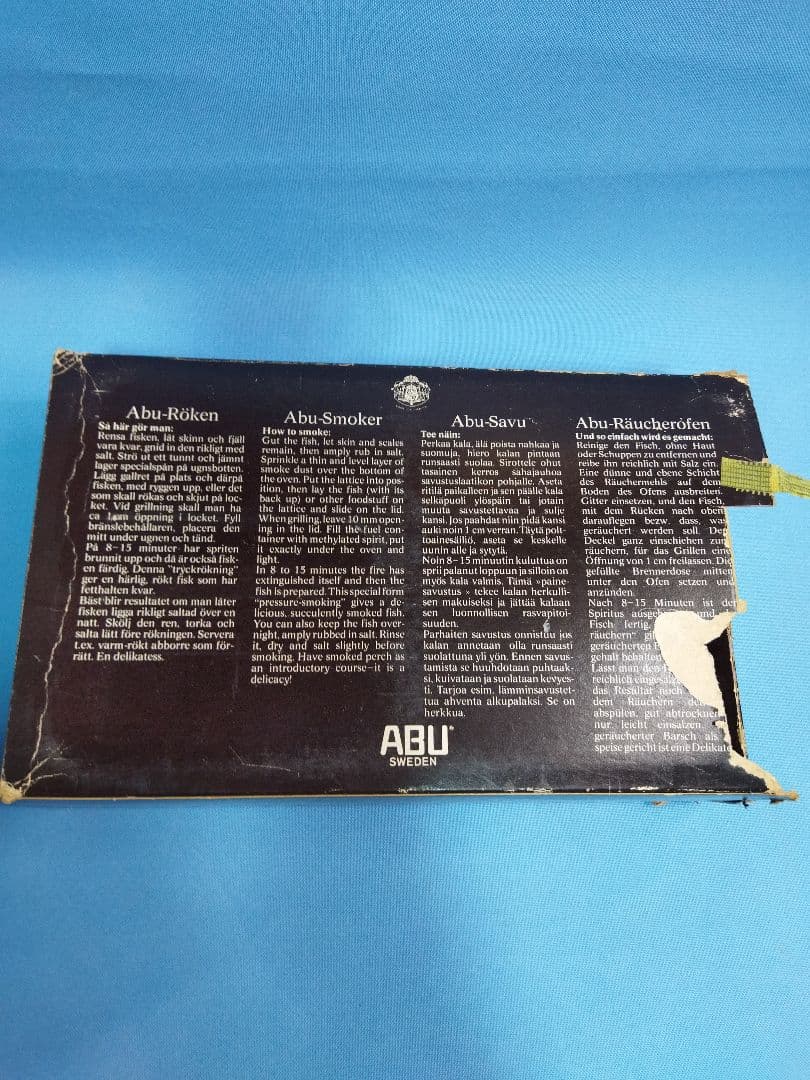 Abu-Röken
Så här gör man:
Rensa fisken, låt skinn och fjäll
vara kvar, gnid in den rikligt med
salt. Strö ut ett tunnt och jämnt
lager specialspån på ugnsbotten.
Lägg gallret på plats och därpå
fisken, med ryggen upp, eller det
som skall rökas och skjut på loc-
ket. Vid grillning skall man ha
ca 1 cm öppning i locket. Fyll
bränslebehållaren, placera den
mitt under ugnen och tänd.
På 8-15 minuter har spriten
brunnit upp och då är också fisk-
en färdig. Denna "tryckrökning"
ger en härlig, rökt fisk som har
fetthalten kvar.
Bäst blir resultatet om man låter
fisken ligga rikligt saltad över en
natt. Skölj den ren, torka och
salta lätt före rökningen. Servera
t.ex. varm-rökt abborre som för-
rätt. En delikatess.
Abu-Smoker
How to smoke:
Gut the fish, let skin and scales
remain, then amply rub in salt.
Sprinkle a thin and level layer of
smoke dust over the bottom of
the oven. Put the lattice into pos-
ition, then lay the fish (with its
back up) or other foodstuff on
the lattice and slide on the lid.
When grilling, leave 10 mm open-
ing in the lid. Fill the fuel con-
tainer with methylated spirit, put
it exactly under the oven and
light.
In 8 to 15 minutes the fire has
extinguished itself and then the
fish is prepared. This special form
"pressure-smoking" gives a de-
licious, succulently smoked fish.
You can also keep the fish over-
night, amply rubbed in salt. Rinse
it, dry and salt slightly before
smoking. Have smoked perch as
an introductory course-it is a
delicacy!
Abu-Savu
Tee näin:
Perkaa kala, älä poista nahkaa ja
suomuja, hiero kalan pintaan
runsaasti suolaa. Sirottele ohut
tasainen kerros sahajauhoa
savustuslaatikon pohjalle. Aseta
ritilä paikalleen ja sen päälle kala
selkäpuoli ylöspäin tai jotain
muuta savustettavaa ja sulje
kansi. Jos paahdat niin pidä kansi
auki noin 1 cm verran. Täytä polt-
toainesäiliö, aseta se keskelle
uunin alle ja sytytä.
Noin 8-15 minuutin kuluttua on
sprii palanut loppuun ja silloin on
myös kala valmis. Tämä »paine-
savustus » tekee kalan herkulli-
sen makuiseksi ja jättää kalaan
sen luonnollisen rasvapitoi-
suuden.
Parhaiten savustus onnistuu jos
kalan annetaan olla runsaasti
suolattuna yli yön. Ennen savus-
tamista se huuhdotaan puhtaak-
si, kuivataan ja suolataan kevyes-
ti. Tarjoa esim. lämminsavustet-
tua ahventa alkupalaksi. Se on
herkkua.
Abu-Räucherofen
Und so einfach wird es gemacht:
Reinige den Fisch, ohne Haut
oder Schuppen zu entfernen und
reibe ihn reichlich mit Salz ein.
Eine dünne und ebene Schicht
des Räuchermehls auf dem
Boden des Ofens ausbreiten.
Gitter einsetzen, und den Fisch,
mit dem Rücken nach oben
darauflegen bezw. das, was
geräuchert werden soll. Den
Deckel ganz einschieben zum
räuchern, für das Grillen eine
Öffnung von 1 cm freilassen. Die
gefüllte Brennerdose mitten
unter den Ofen setzen und
anzünden.
Nach 8-15 Minuten ist der
Spiritus
Fisch fertig
räuchern"
geräucherten
gehalt
Lässt man den
reichlich
das Resultat noch
dem Räuchern
abspülen, gut abtrocknen
nur leicht einsalzen.
geräucherter Barsch als
speisegericht ist eine Delikate
ABU
SWEDEN